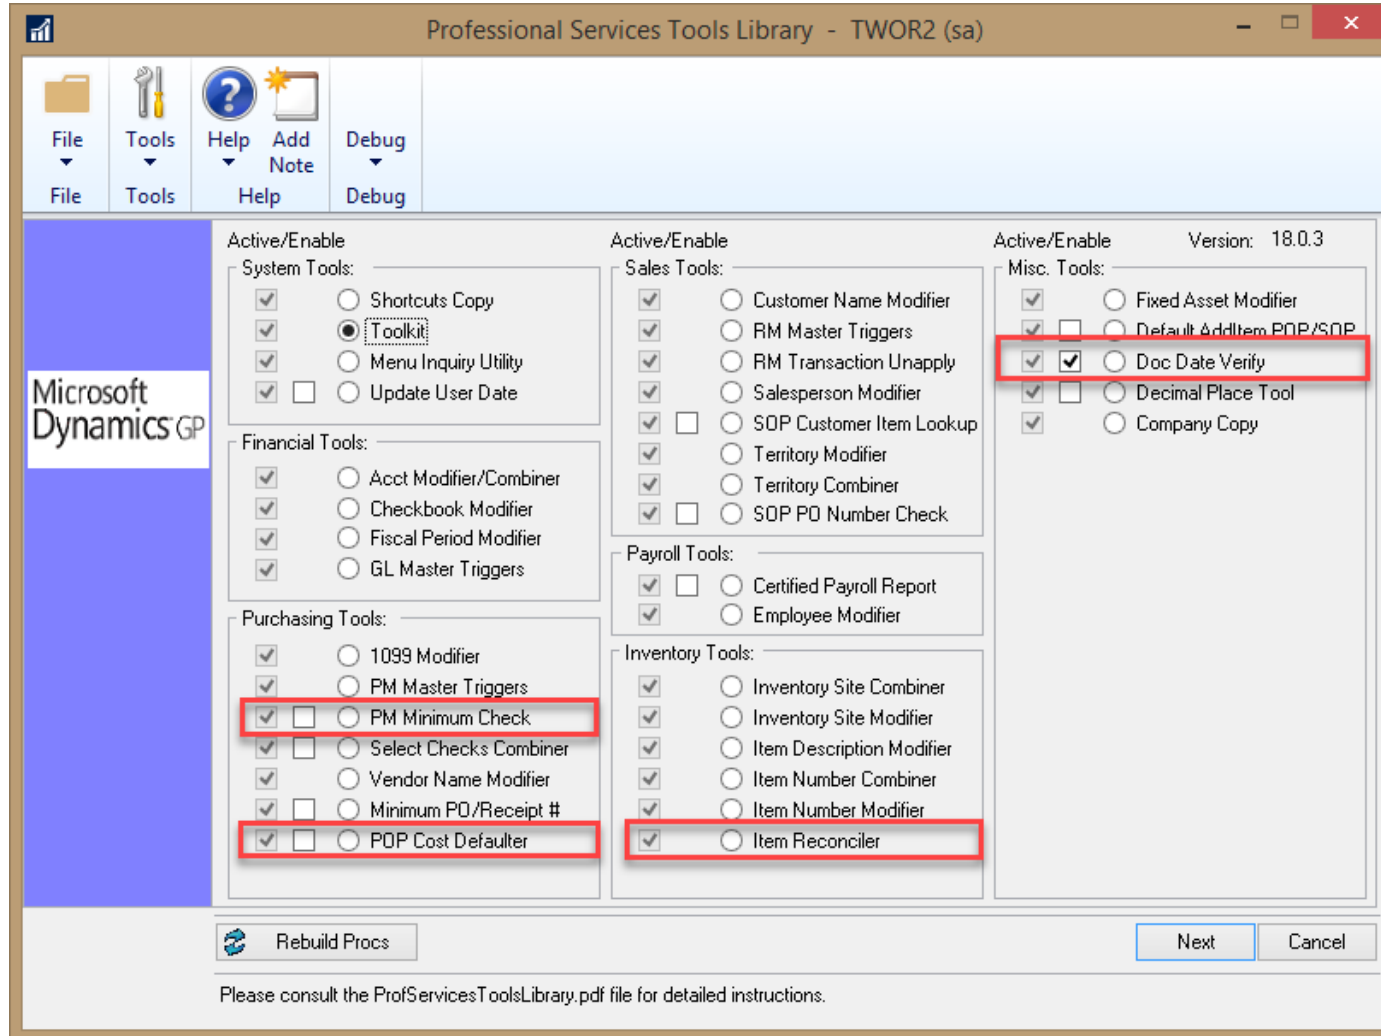 Professional Services Tools Library - TWOR2 (sa)
File
Tools
Help
Add Note
Debug
File
Tools
Help
Debug
Microsoft
Dynamics GP
Active/Enable
System Tools:
Shortcuts Copy
Toolkit
Menu Inquiry Utility
Update User Date
Financial Tools:
Acct Modifier/Combiner
Checkbook Modifier
Fiscal Period Modifier
GL Master Triggers
Purchasing Tools:
1099 Modifier
PM Master Triggers
PM Minimum Check
Select Checks Combiner
Vendor Name Modifier
Minimum PO/Receipt #
POP Cost Defaulter
Active/Enable
Sales Tools:
Customer Name Modifier
RM Master Triggers
RM Transaction Unapply
Salesperson Modifier
SOP Customer Item Lookup
Territory Modifier
Territory Combiner
SOP PO Number Check
Payroll Tools:
Certified Payroll Report
Employee Modifier
Inventory Tools:
Inventory Site Combiner
Inventory Site Modifier
Item Description Modifier
Item Number Combiner
Item Number Modifier
Item Reconciler
Active/Enable
Version: 18.0.3
Misc. Tools:
Fixed Asset Modifier
Default AddItem POP/SOP
Doc Date Verify
Decimal Place Tool
Company Copy
Rebuild Procs
Next
Cancel
Please consult the ProfServicesToolsLibrary.pdf file for detailed instructions.